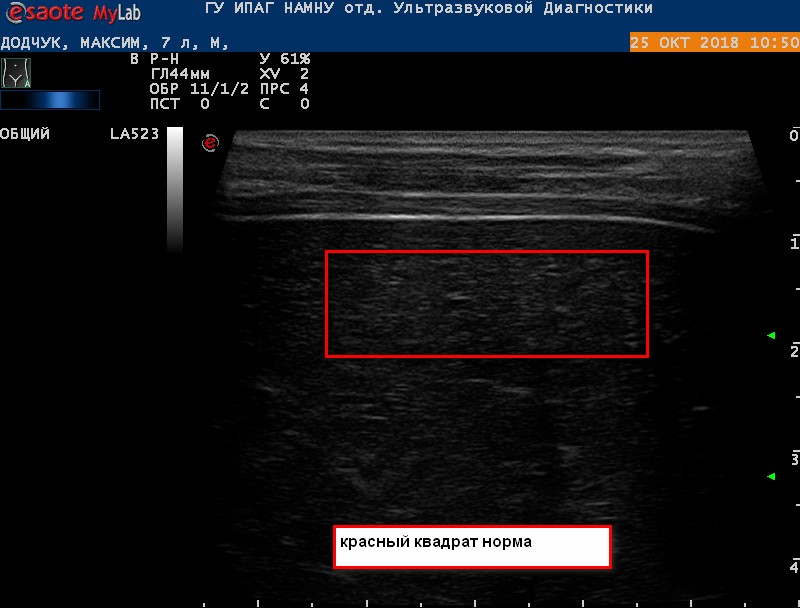 esaote MyLab
ГУ ИПАГ НАМНУ отд. Ультразвуковой Диагностики
ДОДЧУК, МАКСИМ, 7 л, М,
25 ОКТ 2018 10:50
B Р-Н У 61%
ГЛ44мм XV 2
ОБР 11/1/2 ПРС 4
ПСТ 0 С 0
A
ОБЩИЙ LA523
e
0
1
2
3
4
красный квадрат норма